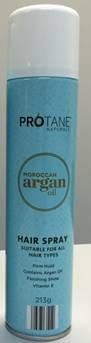 PROTANE
NATURALS
MOROCCAN
argan
oil
HAIR SPRAY
SUITABLE FOR ALL
HAIR TYPES
Firm Hold
Contains Argan Oil
Finishing Shine
Vitamin E
213g